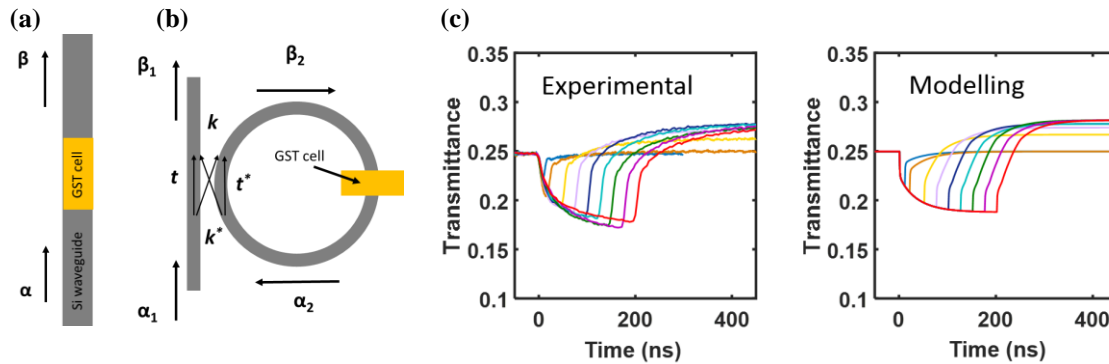 (a)
β
GST cell
Si waveguide
α
(b)
β₁
β₂
k
t
t*
k*
GST cell
α₁
α₂
(c)
Experimental
Transmittance
0.35
0.3
0.25
0.2
0.15
0.1
0 200 400
Time (ns)
Modelling
Transmittance
0.35
0.3
0.25
0.2
0.15
0.1
0 200 400
Time (ns)